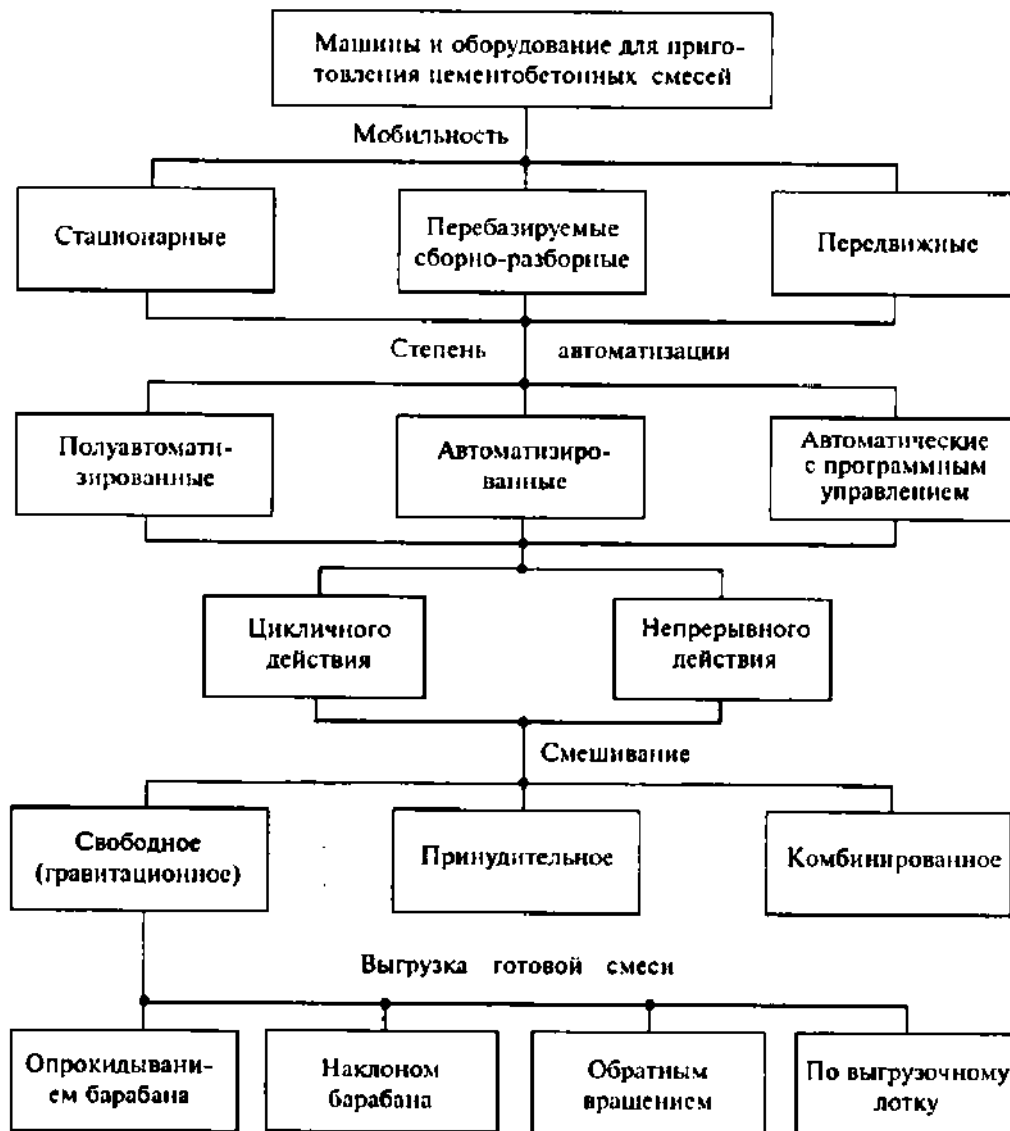 Машины и оборудование для приго-
товления цементобетонных смесей
Мобильность
Стационарные
Перебазируемые
сборно-разборные
Передвижные
Степень автоматизации
Полуавтомати-
зированные
Автоматизиро-
ванные
Автоматические
с программным
управлением
Цикличного
действия
Непрерывного
действия
Смешивание
Свободное
(гравитационное)
Принудительное
Комбинированное
Выгрузка готовой смеси
Опрокидывани-
ем барабана
Наклоном
барабана
Обратным
вращением
По выгрузочному
лотку